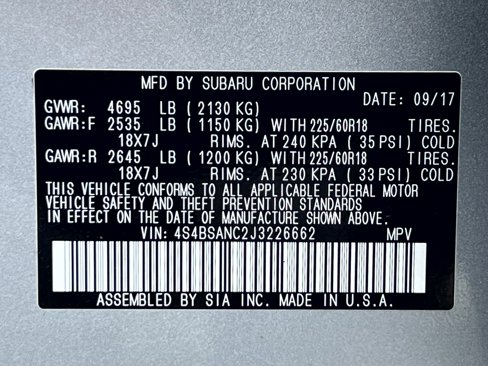 MFD BY SUBARU CORPORATION
DATE: 09/17
GVWR: 4695 LB (2130 KG)
GAWR:F 2535 LB (1150 KG) WITH 225/60R18 TIRES.
18X7J RIMS. AT 240 KPA (35 PSI) COLD
GAWR:R 2645 LB (1200 KG) WITH 225/60R18 TIRES.
18X7J RIMS. AT 230 KPA (33 PSI) COLD
THIS VEHICLE CONFORMS TO ALL APPLICABLE FEDERAL MOTOR
VEHICLE SAFETY AND THEFT PREVENTION STANDARDS
IN EFFECT ON THE DATE OF MANUFACTURE SHOWN ABOVE.
VIN: 4S4BSANC2J3226662 MPV
ASSEMBLED BY SIA INC. MADE IN U.S.A.